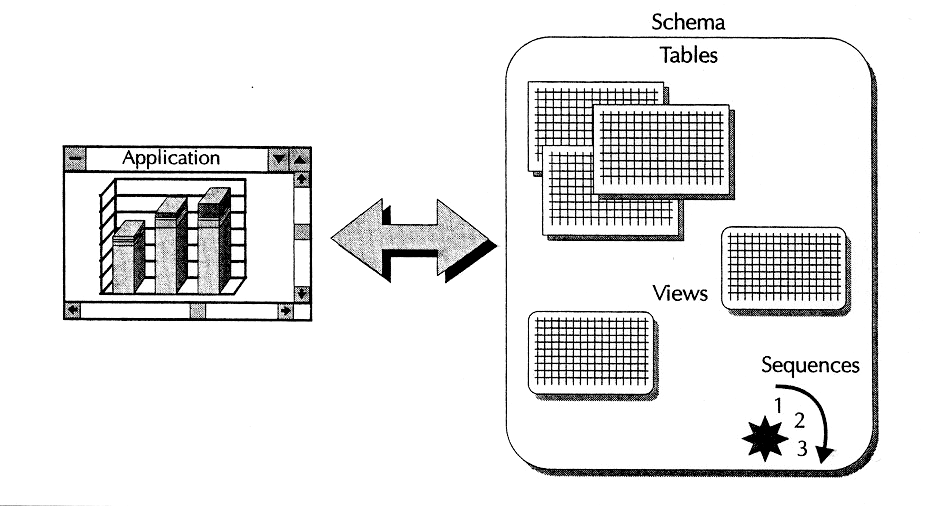 Schema
Tables
Application
Views
Sequences
1
2
3